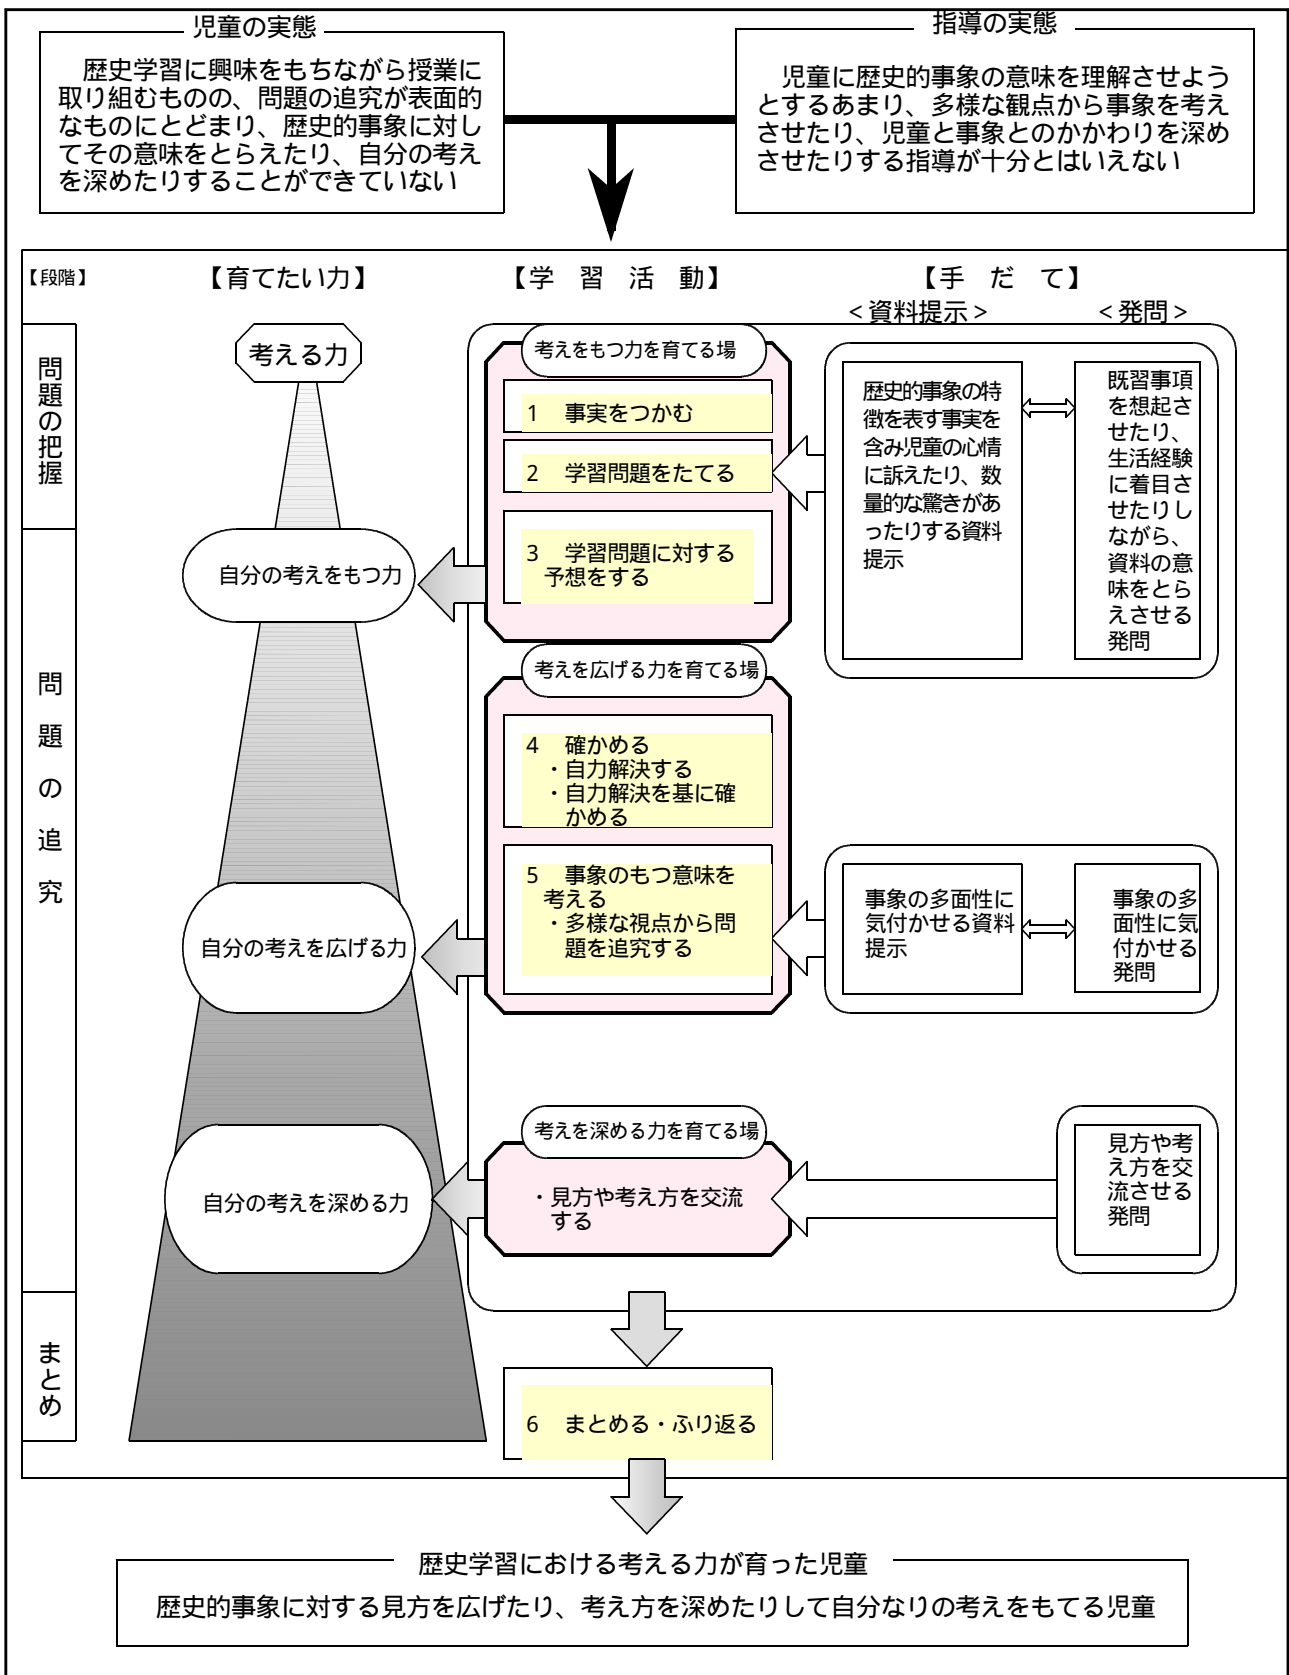 児童の実態
歴史学習に興味をもちながら授業に
取り組むものの、問題の追究が表面的
なものにとどまり、歴史的事象に対し
てその意味をとらえたり、自分の考え
を深めたりすることができていない
指導の実態
児童に歴史的事象の意味を理解させよう
とするあまり、多様な観点から事象を考え
させたり、児童と事象とのかかわりを深め
させたりする指導が十分とはいえない
【段階】
【育てたい力】
【学 習 活 動】
【手 だ て】
<資料提示>
<発問>
問題の把握
考える力
考えをもつ力を育てる場
1 事実をつかむ
2 学習問題をたてる
3 学習問題に対する
予想をする
歴史的事象の特
徴を表す事実を
含み児童の心情
に訴えたり、数
量的な驚きがあ
ったりする資料
提示
既習事項
を想起さ
せたり、
生活経験
に着目さ
せたりし
ながら、
資料の意
味をとら
えさせる
発問
自分の考えをもつ力
問題の追究
考えを広げる力を育てる場
4 確かめる
・自力解決する
・自力解決を基に確
かめる
5 事象のもつ意味を
考える
・多様な視点から問
題を追究する
事象の多面性に
気付かせる資料
提示
事象の多
面性に気
付かせる
発問
自分の考えを広げる力
考えを深める力を育てる場
・見方や考え方を交流
する
見方や考
え方を交
流させる
発問
自分の考えを深める力
まとめ
6 まとめる・ふり返る
歴史学習における考える力が育った児童
歴史的事象に対する見方を広げたり、考え方を深めたりして自分なりの考えをもてる児童